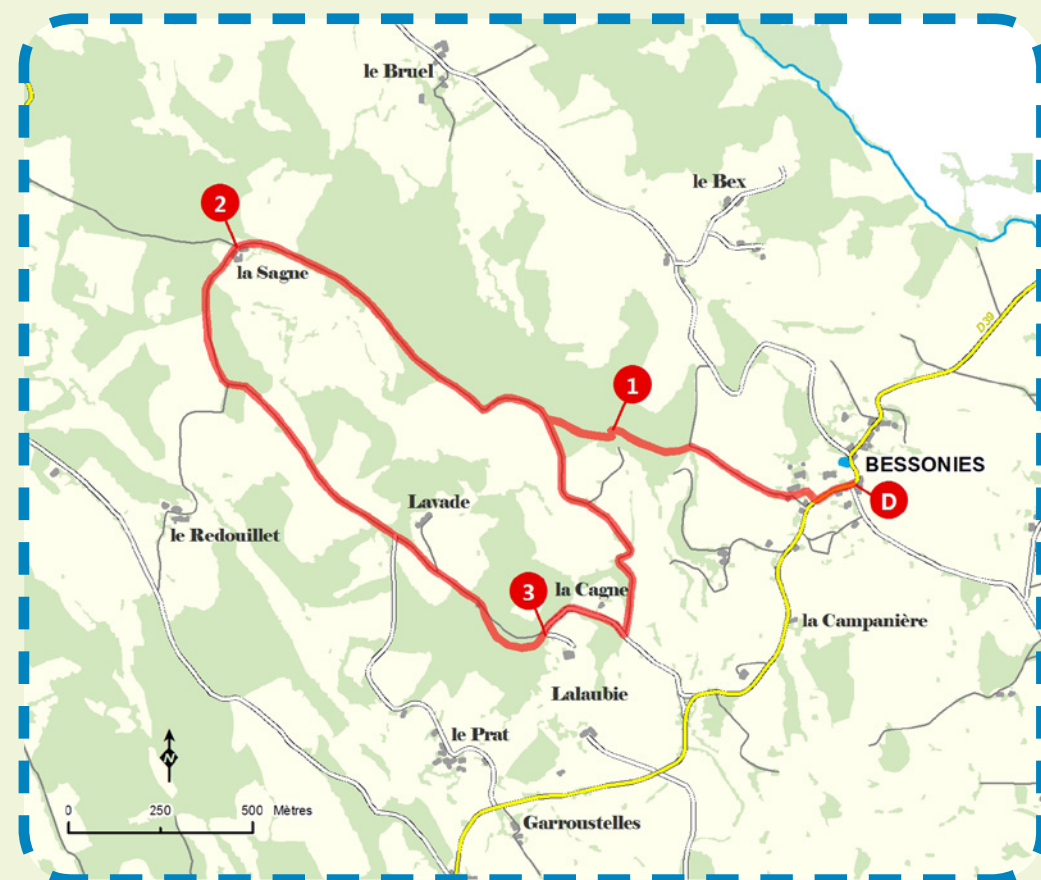 le Bruel
le Bex
2
la Sagne
D39
1
BESSONIES
D
Lavade
le Redouillet
3
la Cagne
la Campanière
Lalaubie
le Prat
N
0 250 500 Mètres
Garroustelles